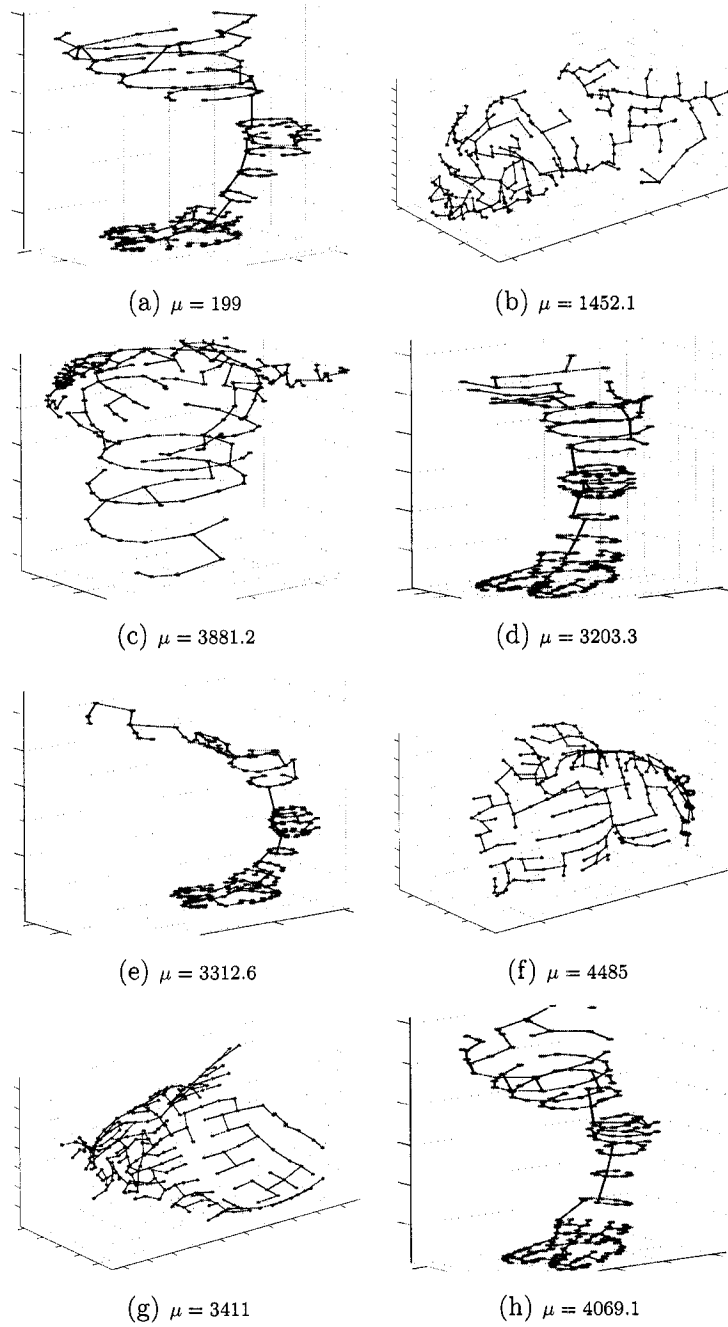 (a) μ = 199
(b) μ = 1452.1
(c) μ = 3881.2
(d) μ = 3203.3
(e) μ = 3312.6
(f) μ = 4485
(g) μ = 3411
(h) μ = 4069.1